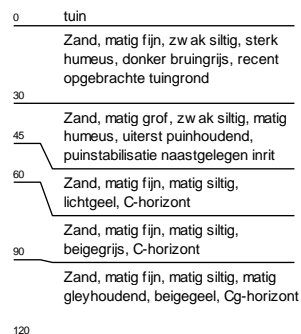 0 tuin
Zand, matig fijn, zwak siltig, sterk
humeus, donker bruingrijs, recent
opgebrachte tuingrond
30
Zand, matig grof, zwak siltig, matig
45 humeus, uiterst puinhoudend,
puinstabilisatie naastgelegen inrit
60
Zand, matig fijn, matig siltig,
lichtgeel, C-horizont
Zand, matig fijn, matig siltig,
90 beigegrijs, C-horizont
Zand, matig fijn, matig siltig, matig
gleyhoudend, beigegeel, Cg-horizont
120